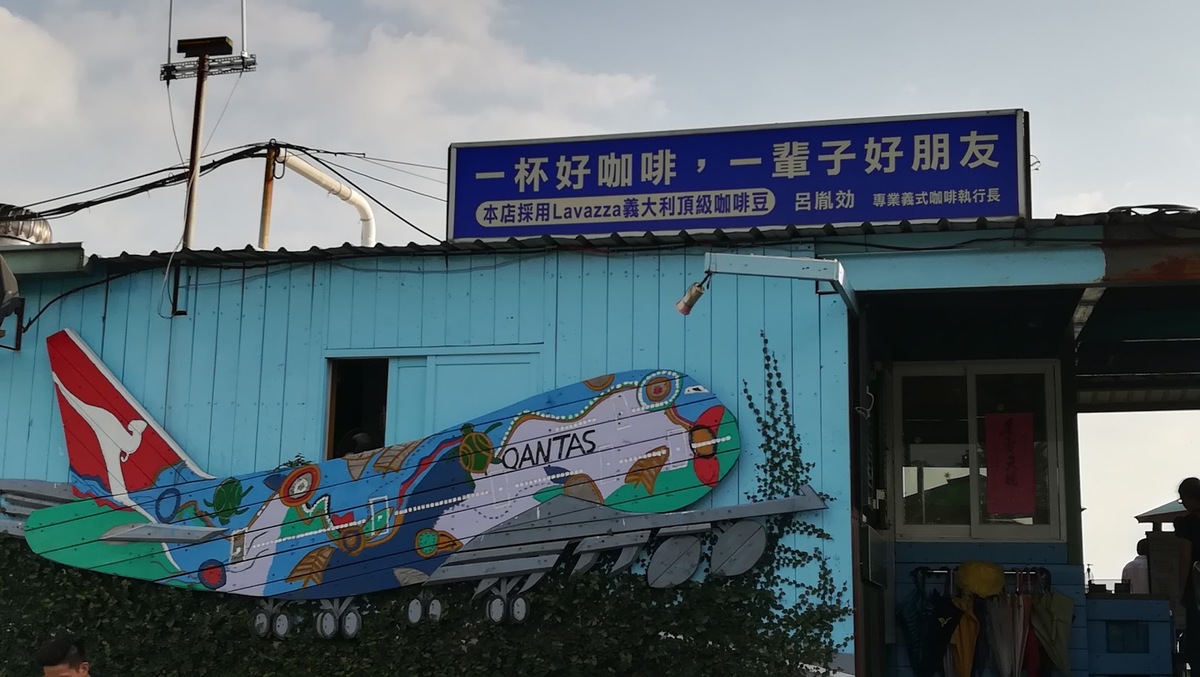 一杯好咖啡，一輩子好朋友
本店採用Lavazza義大利頂級咖啡豆 呂胤効 專業義式咖啡執行長
QANTAS